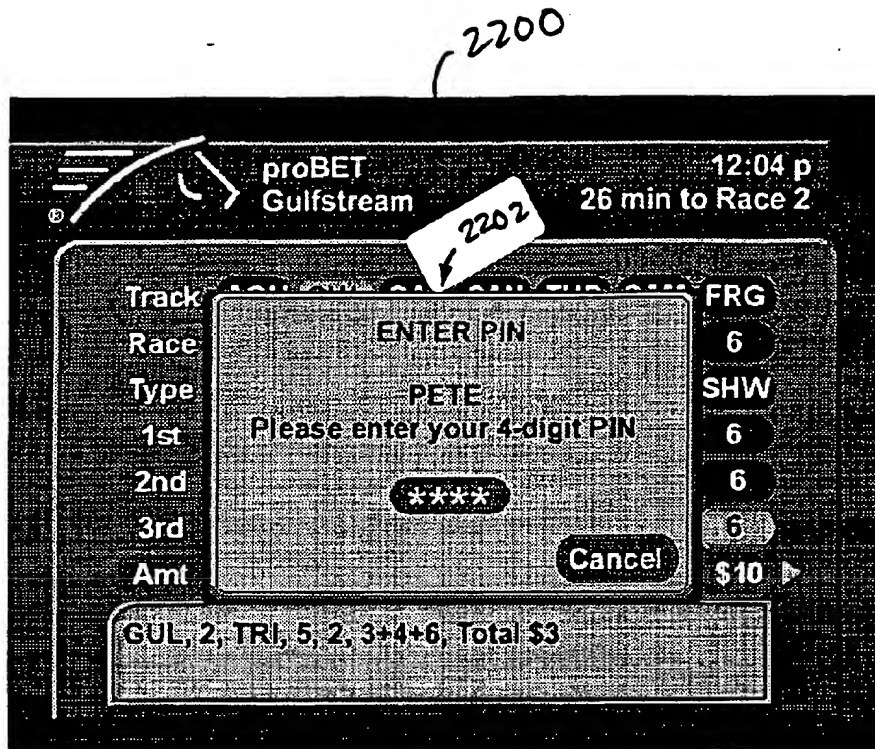 2200
proBET 12:04 p
Gulfstream 26 min to Race 2
®
2202
Track FRG
ENTER PIN
Race 6
Type PETE SHW
Please enter your 4-digit PIN
1st 6
2nd 6
****
3rd 6
Cancel
Amt $10
GUL, 2, TRI, 5, 2, 3+4+6, Total $3